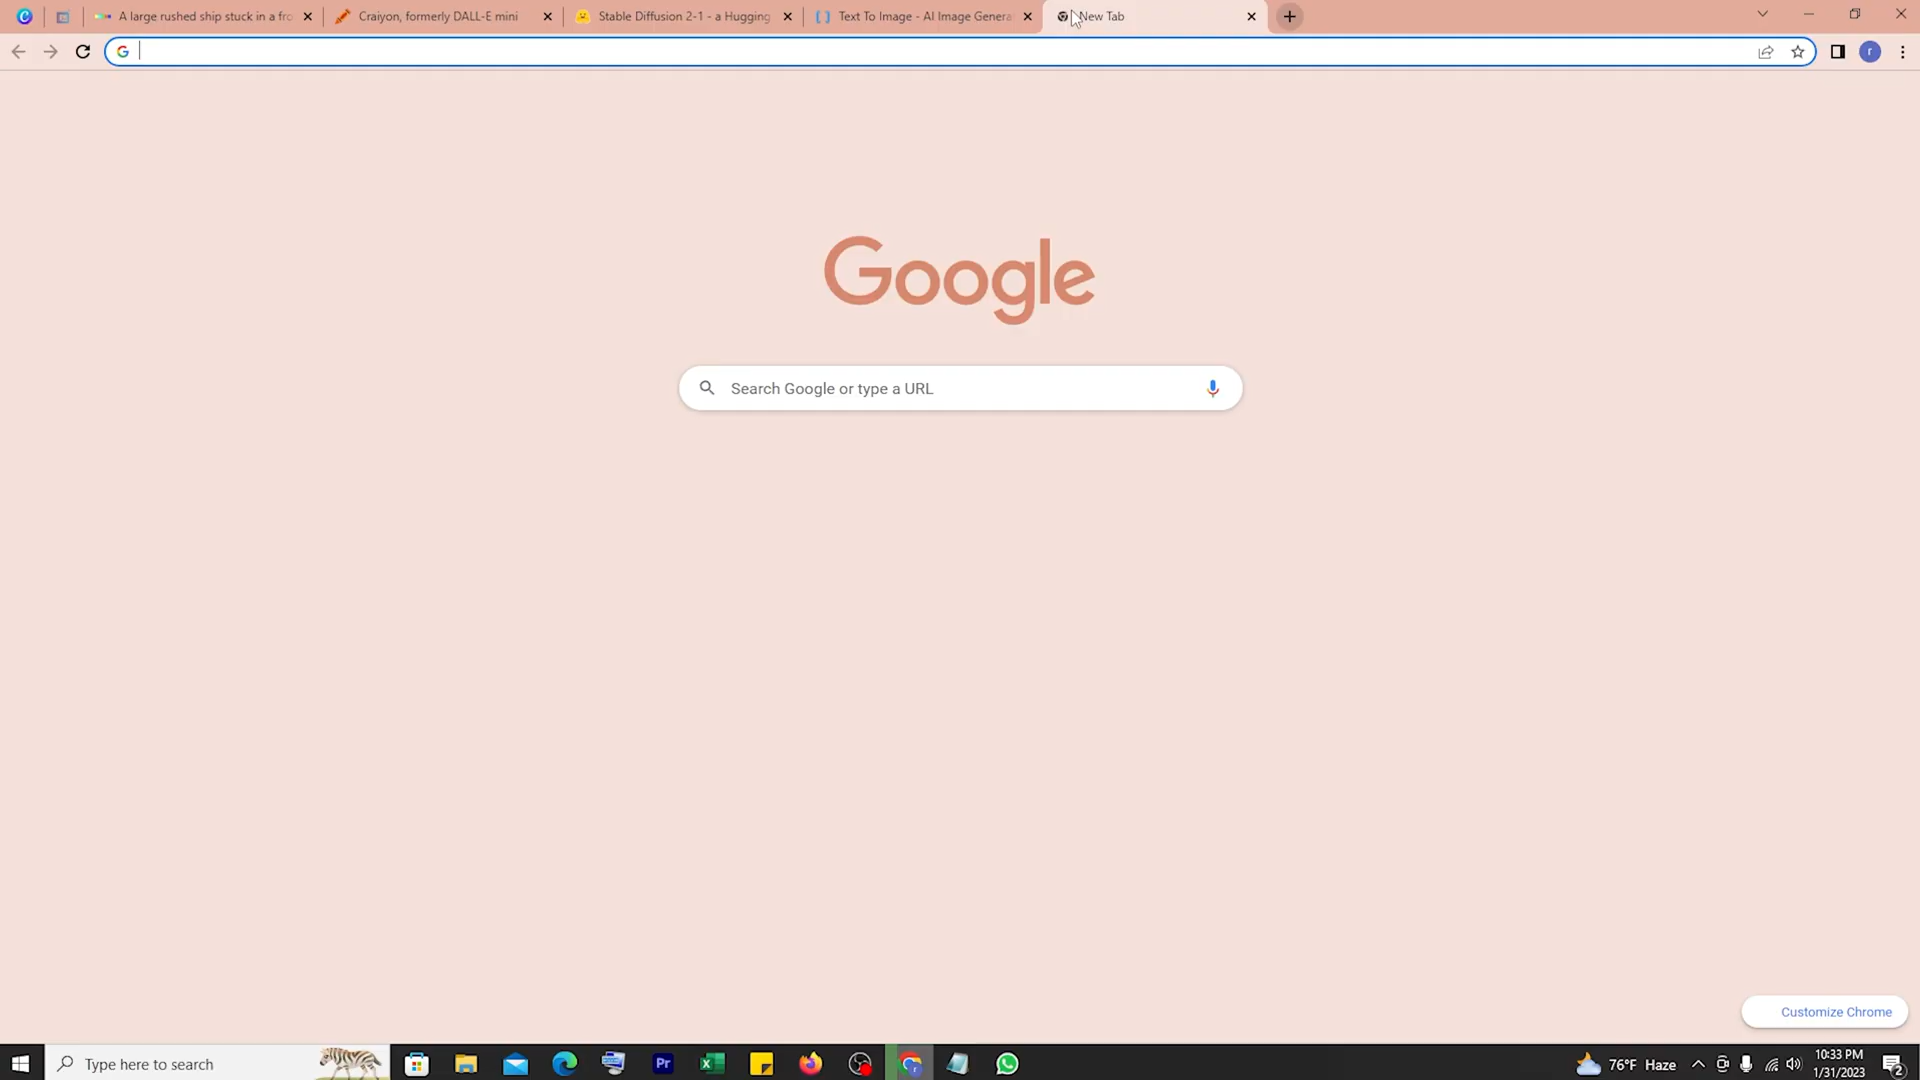 A large rushed ship stuck in a fro
Craiyon, formerly DALL-E mini
Stable Diffusion 2-1 - a Hugging
Text To Image - AI Image Genera
New Tab
r
Google
Search Google or type a URL
Customize Chrome
Type here to search
Pr
76°F Haze
10:33 PM
1/31/2023
2